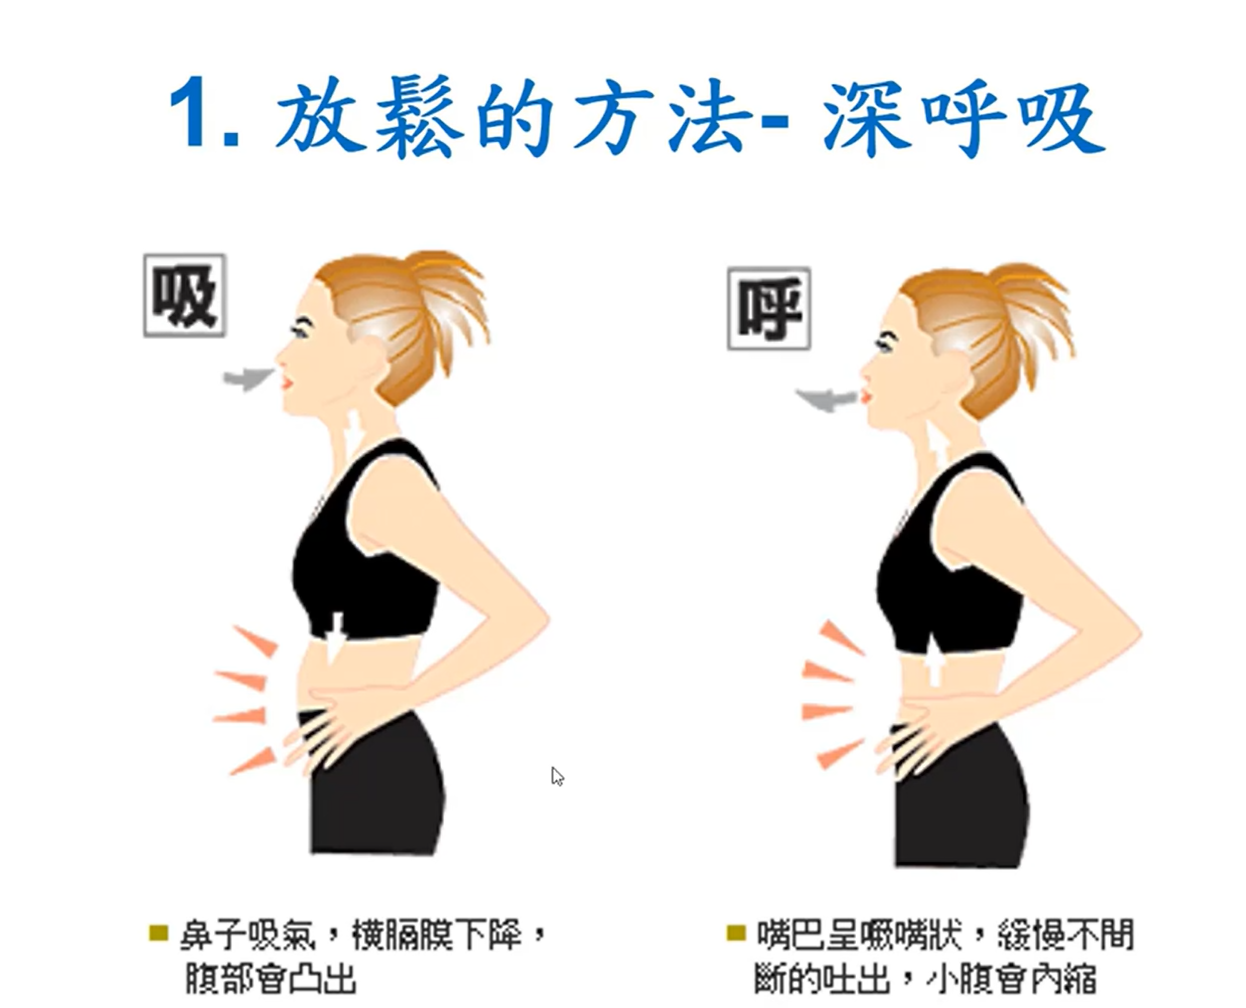 1. 放鬆的方法- 深呼吸
吸
呼
鼻子吸氣，橫膈膜下降，
腹部會凸出
嘴巴呈噘嘴狀，緩慢不間
斷的吐出，小腹會內縮